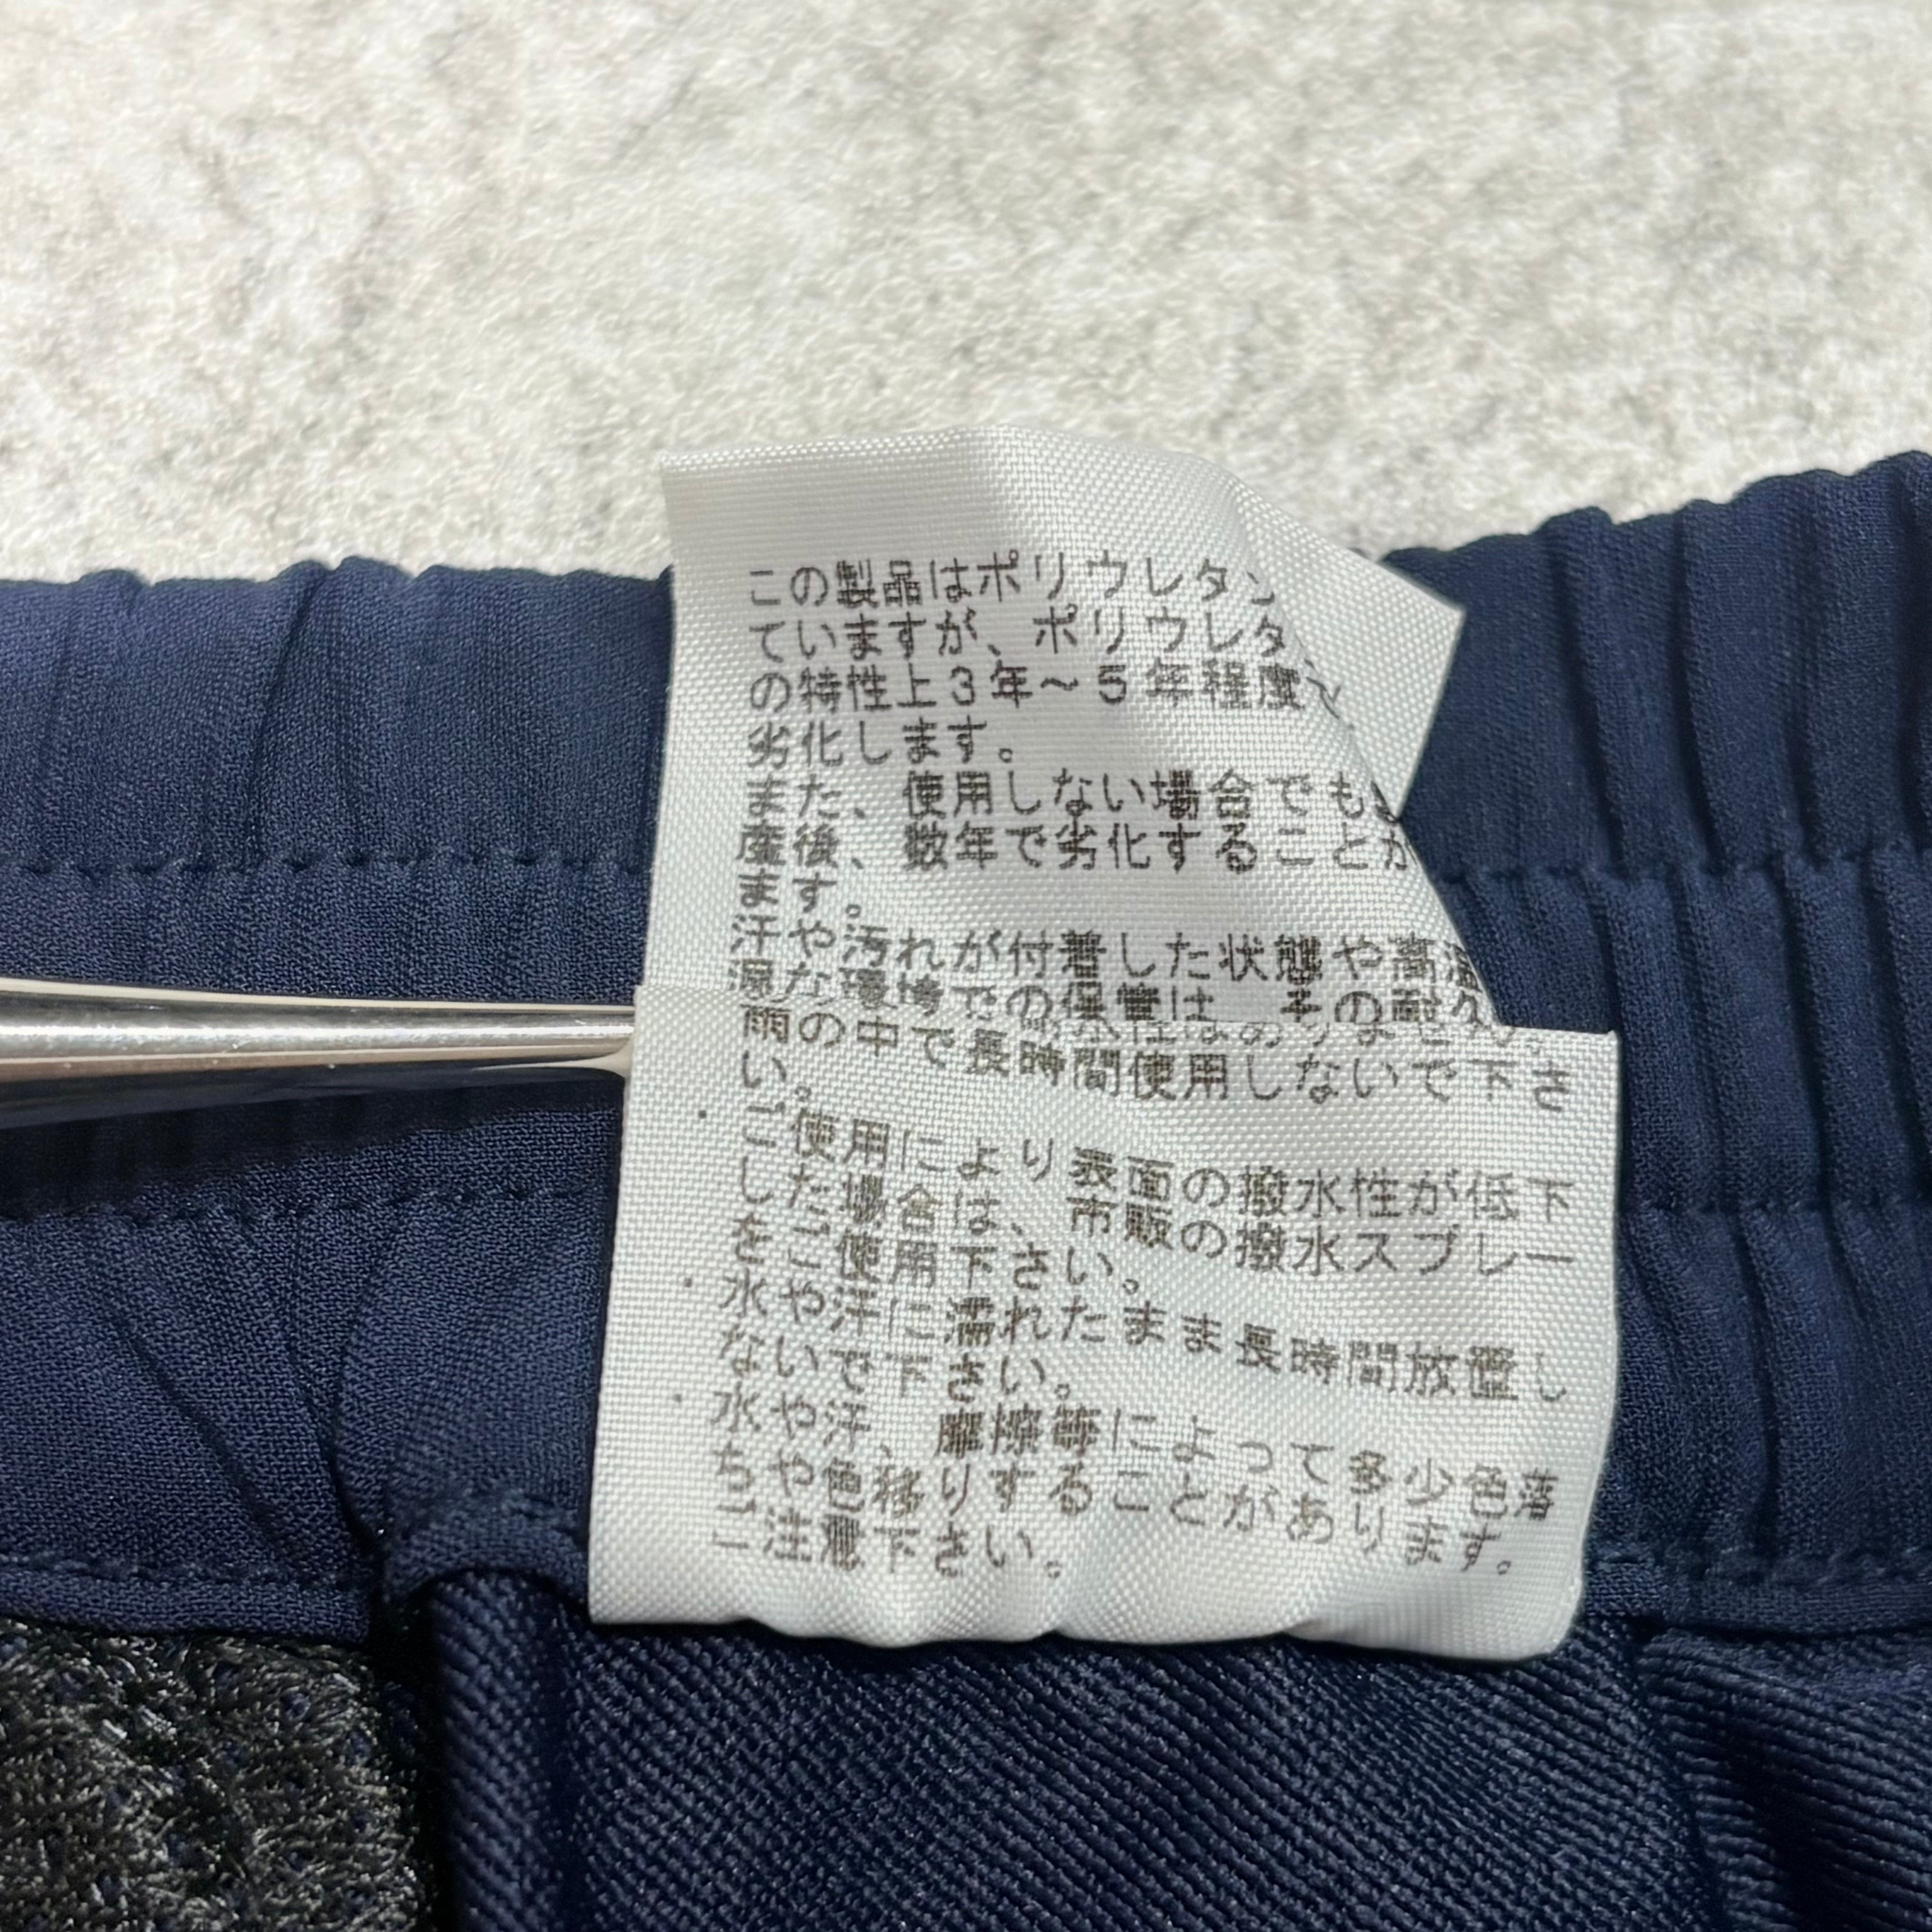 この製品はポリウレタン
ていますが、ポリウレタ
の特性上3年～5年程度で
劣化します。
また、使用しない場合でも
産後、数年で劣化することが
ます。
汗や汚れが付着した状態や高温
湿な環境での保管は、その耐久
雨の中で長時間使用しないで下さ
い。
・ご使用により表面の撥水性が低下
した場合は、市販の撥水スプレー
をご使用下さい。
・水や汗に濡れたまま長時間放置し
ないで下さい。
・水や汗、摩擦等によって多少色落
ちや色移りすることがあります。
ご注意下さい。